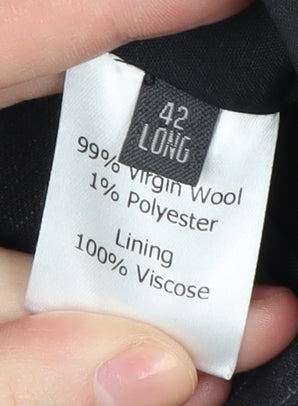 42
LONG
99% Virgin Wool
1% Polyester
Lining
100% Viscose